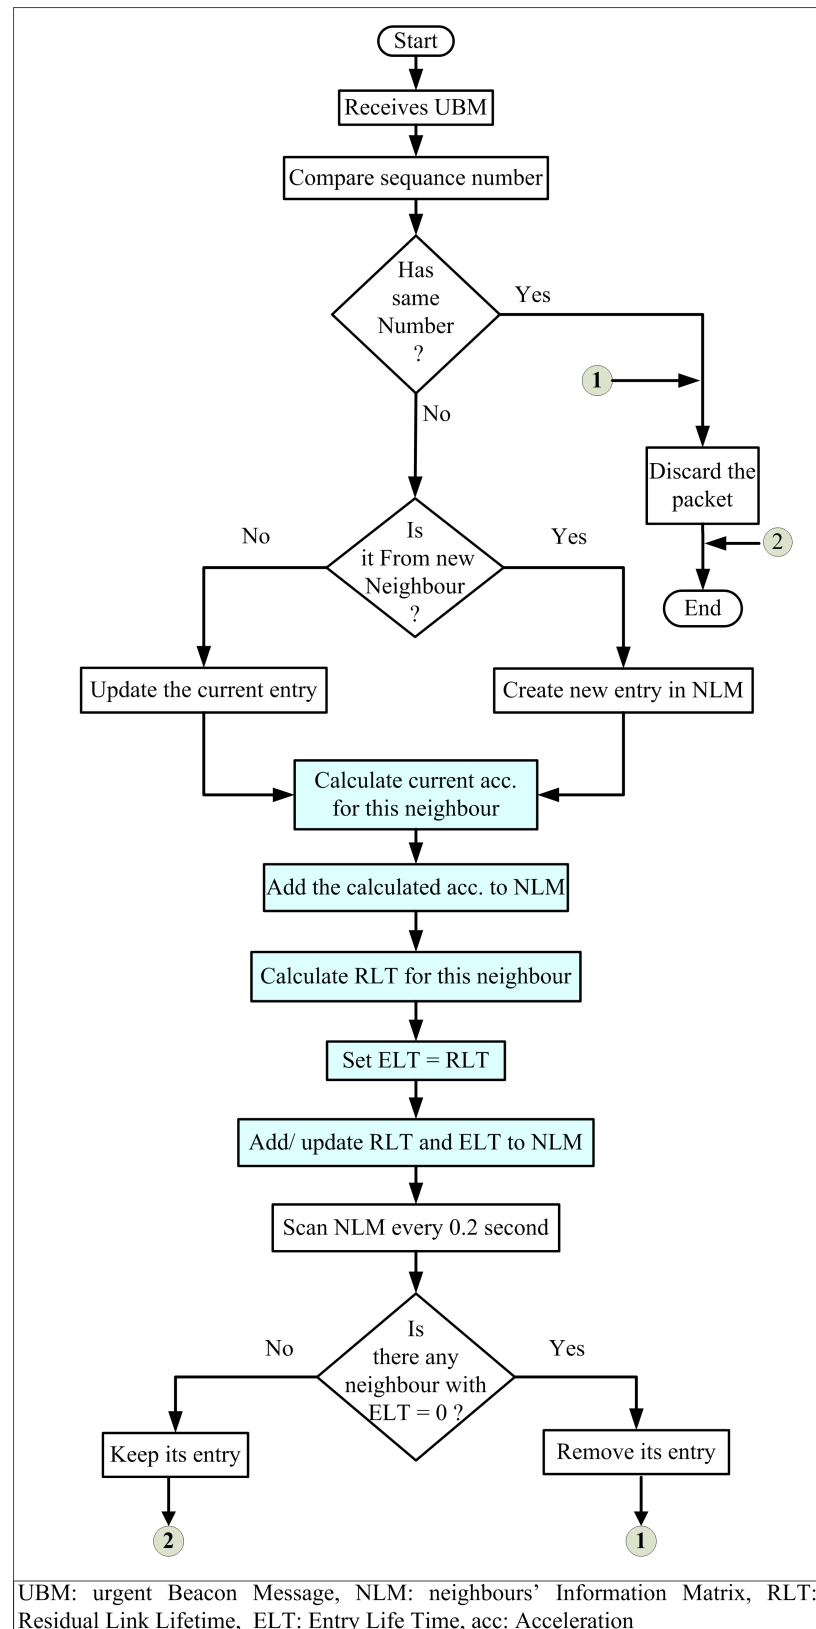 Start
Receives UBM
Compare sequance number
Has
same
Number
?
Yes
1
No
Discard the
packet
2
End
Is
it From new
Neighbour
?
No
Yes
Update the current entry
Create new entry in NLM
Calculate current acc.
for this neighbour
Add the calculated acc. to NLM
Calculate RLT for this neighbour
Set ELT = RLT
Add/ update RLT and ELT to NLM
Scan NLM every 0.2 second
Is
there any
neighbour with
ELT = 0 ?
No
Yes
Keep its entry
Remove its entry
2
1
UBM: urgent Beacon Message, NLM: neighbours' Information Matrix, RLT:
Residual Link Lifetime, ELT: Entry Life Time, acc: Acceleration